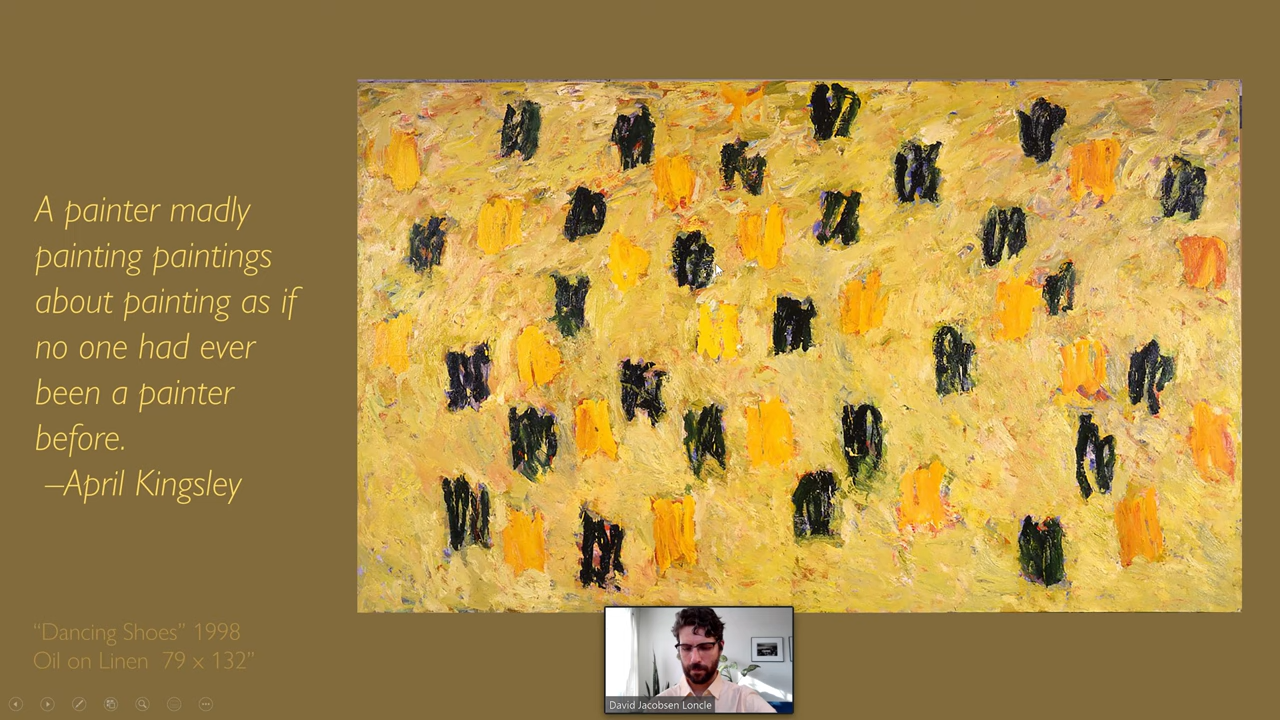 A painter madly
painting paintings
about painting as if
no one had ever
been a painter
before.
–April Kingsley
“Dancing Shoes” 1998
Oil on Linen 79 x 132”
David Jacobsen Loncle